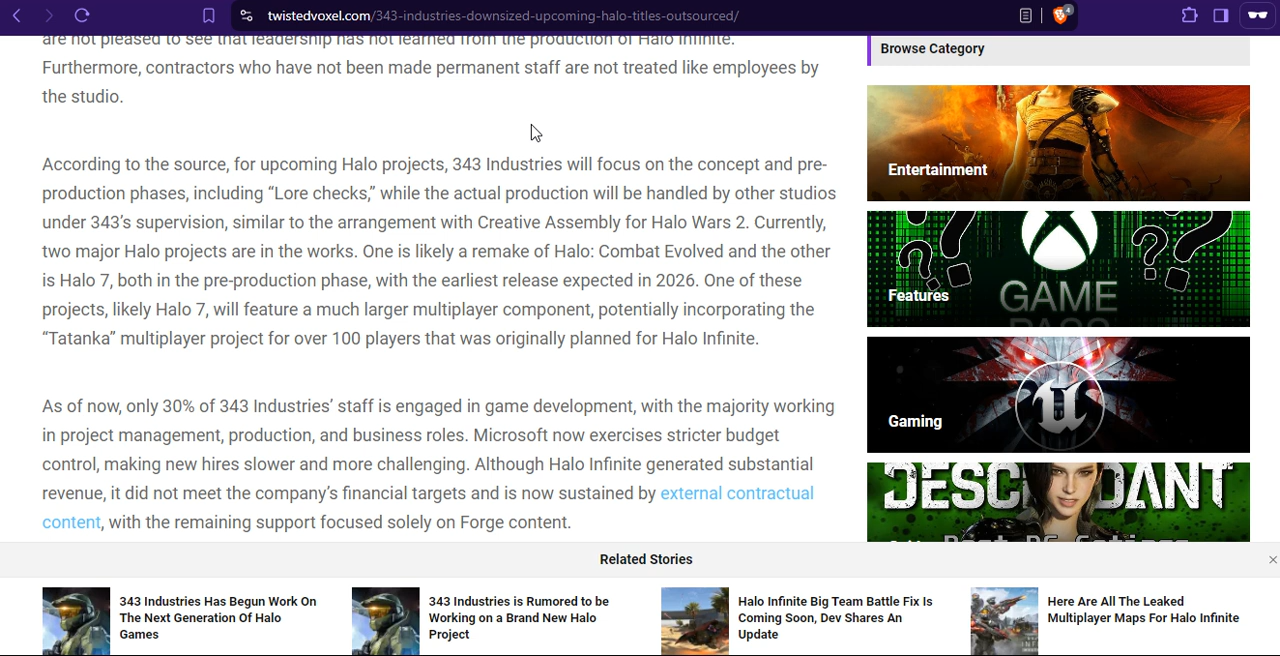 twistedvoxel.com/343-industries-downsized-upcoming-halo-titles-outsourced/
4
are not pleased to see that leadership has not learned from the production of Halo Infinite.
Furthermore, contractors who have not been made permanent staff are not treated like employees by
the studio.
According to the source, for upcoming Halo projects, 343 Industries will focus on the concept and pre-
production phases, including “Lore checks,” while the actual production will be handled by other studios
under 343’s supervision, similar to the arrangement with Creative Assembly for Halo Wars 2. Currently,
two major Halo projects are in the works. One is likely a remake of Halo: Combat Evolved and the other
is Halo 7, both in the pre-production phase, with the earliest release expected in 2026. One of these
projects, likely Halo 7, will feature a much larger multiplayer component, potentially incorporating the
“Tatanka” multiplayer project for over 100 players that was originally planned for Halo Infinite.
As of now, only 30% of 343 Industries’ staff is engaged in game development, with the majority working
in project management, production, and business roles. Microsoft now exercises stricter budget
control, making new hires slower and more challenging. Although Halo Infinite generated substantial
revenue, it did not meet the company’s financial targets and is now sustained by external contractual
content, with the remaining support focused solely on Forge content.
Browse Category
Entertainment
??
??
GAME
PASS
Features
Gaming
DESC
DANT
Related Stories
343 Industries Has Begun Work On
The Next Generation Of Halo
Games
343 Industries is Rumored to be
Working on a Brand New Halo
Project
Halo Infinite Big Team Battle Fix Is
Coming Soon, Dev Shares An
Update
Here Are All The Leaked
Multiplayer Maps For Halo Infinite